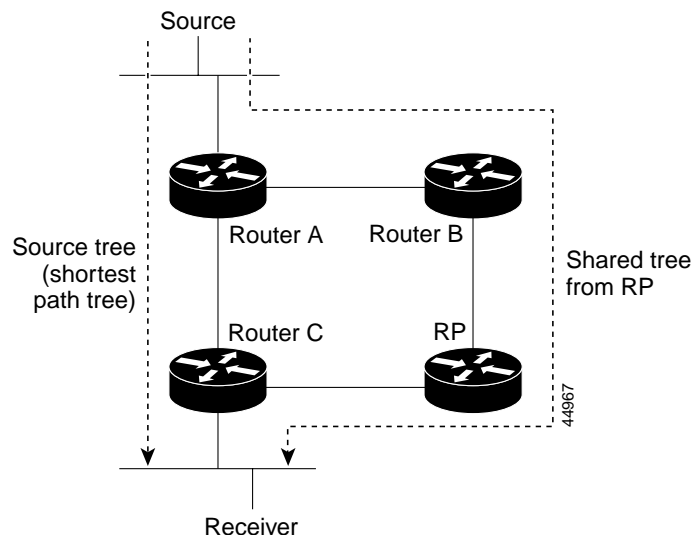 Source
Router A
Router B
Source tree
(shortest
path tree)
Shared tree
from RP
Router C
RP
44967
Receiver